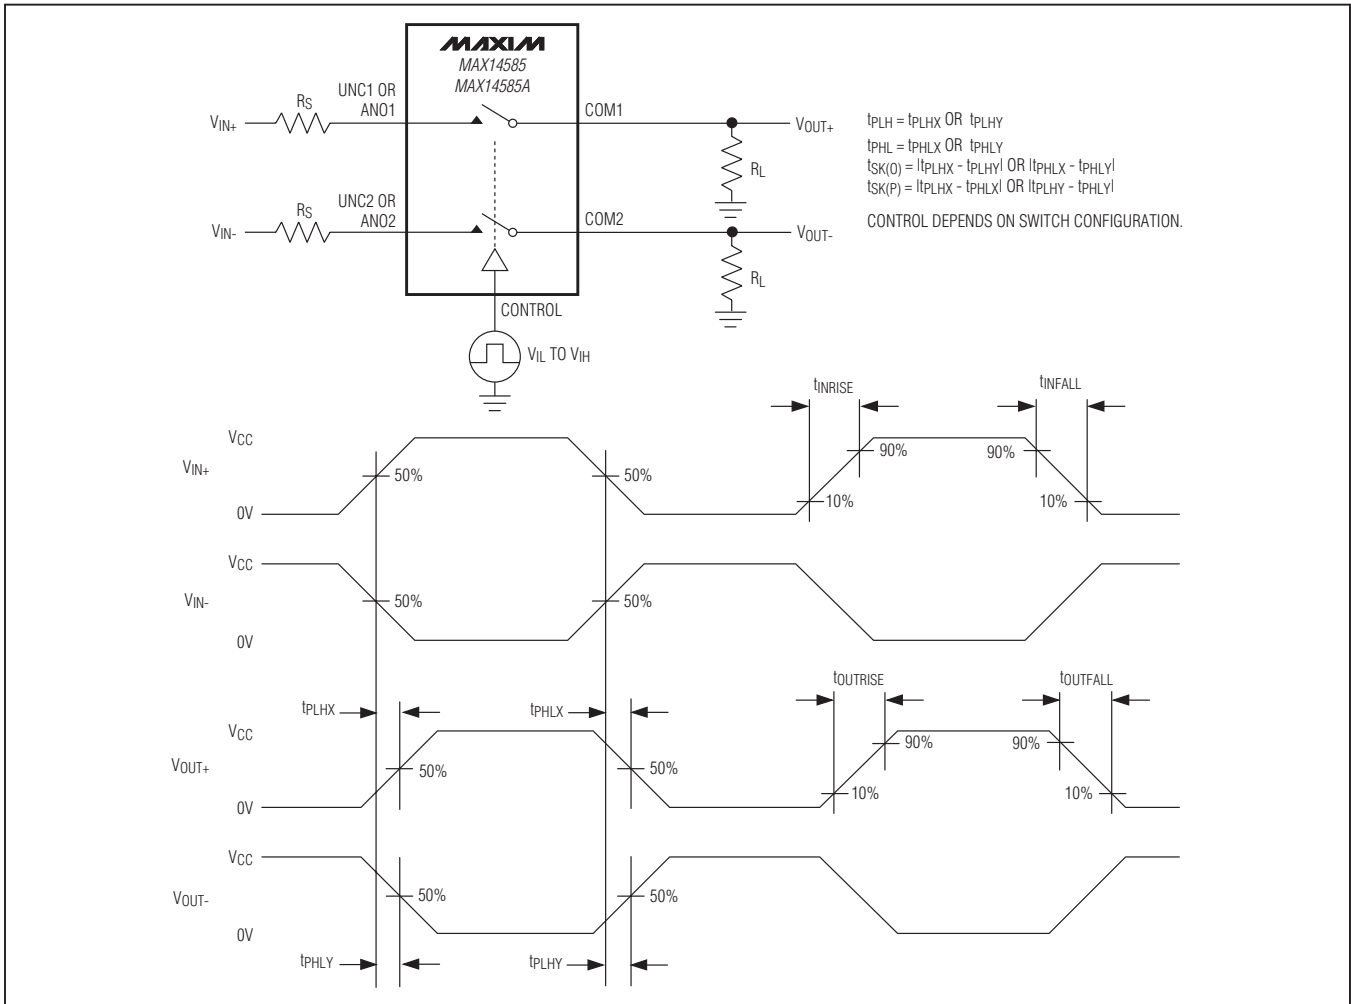 MAXIM
MAX14585
MAX14585A
UNC1 OR
ANO1
RS
VIN+
COM1
VOUT+
RL
UNC2 OR
ANO2
RS
VIN-
COM2
VOUT-
RL
CONTROL
VIL TO VIH
tPLH = tPLHX OR tPLHY
tPHL = tPHLX OR tPHLY
tSK(O) = |tPLHX - tPLHY| OR |tPHLX - tPHLY|
tSK(P) = |tPLHX - tPHLX| OR |tPLHY - tPHLY|
CONTROL DEPENDS ON SWITCH CONFIGURATION.
tINRISE
tINFALL
VCC
VIN+
0V
50%
50%
90%
10%
90%
10%
VCC
VIN-
0V
50%
50%
tPLHX
tPHLX
tOUTRISE
tOUTFALL
VCC
VOUT+
0V
50%
50%
90%
10%
90%
10%
VCC
VOUT-
0V
50%
50%
tPHLY
tPLHY